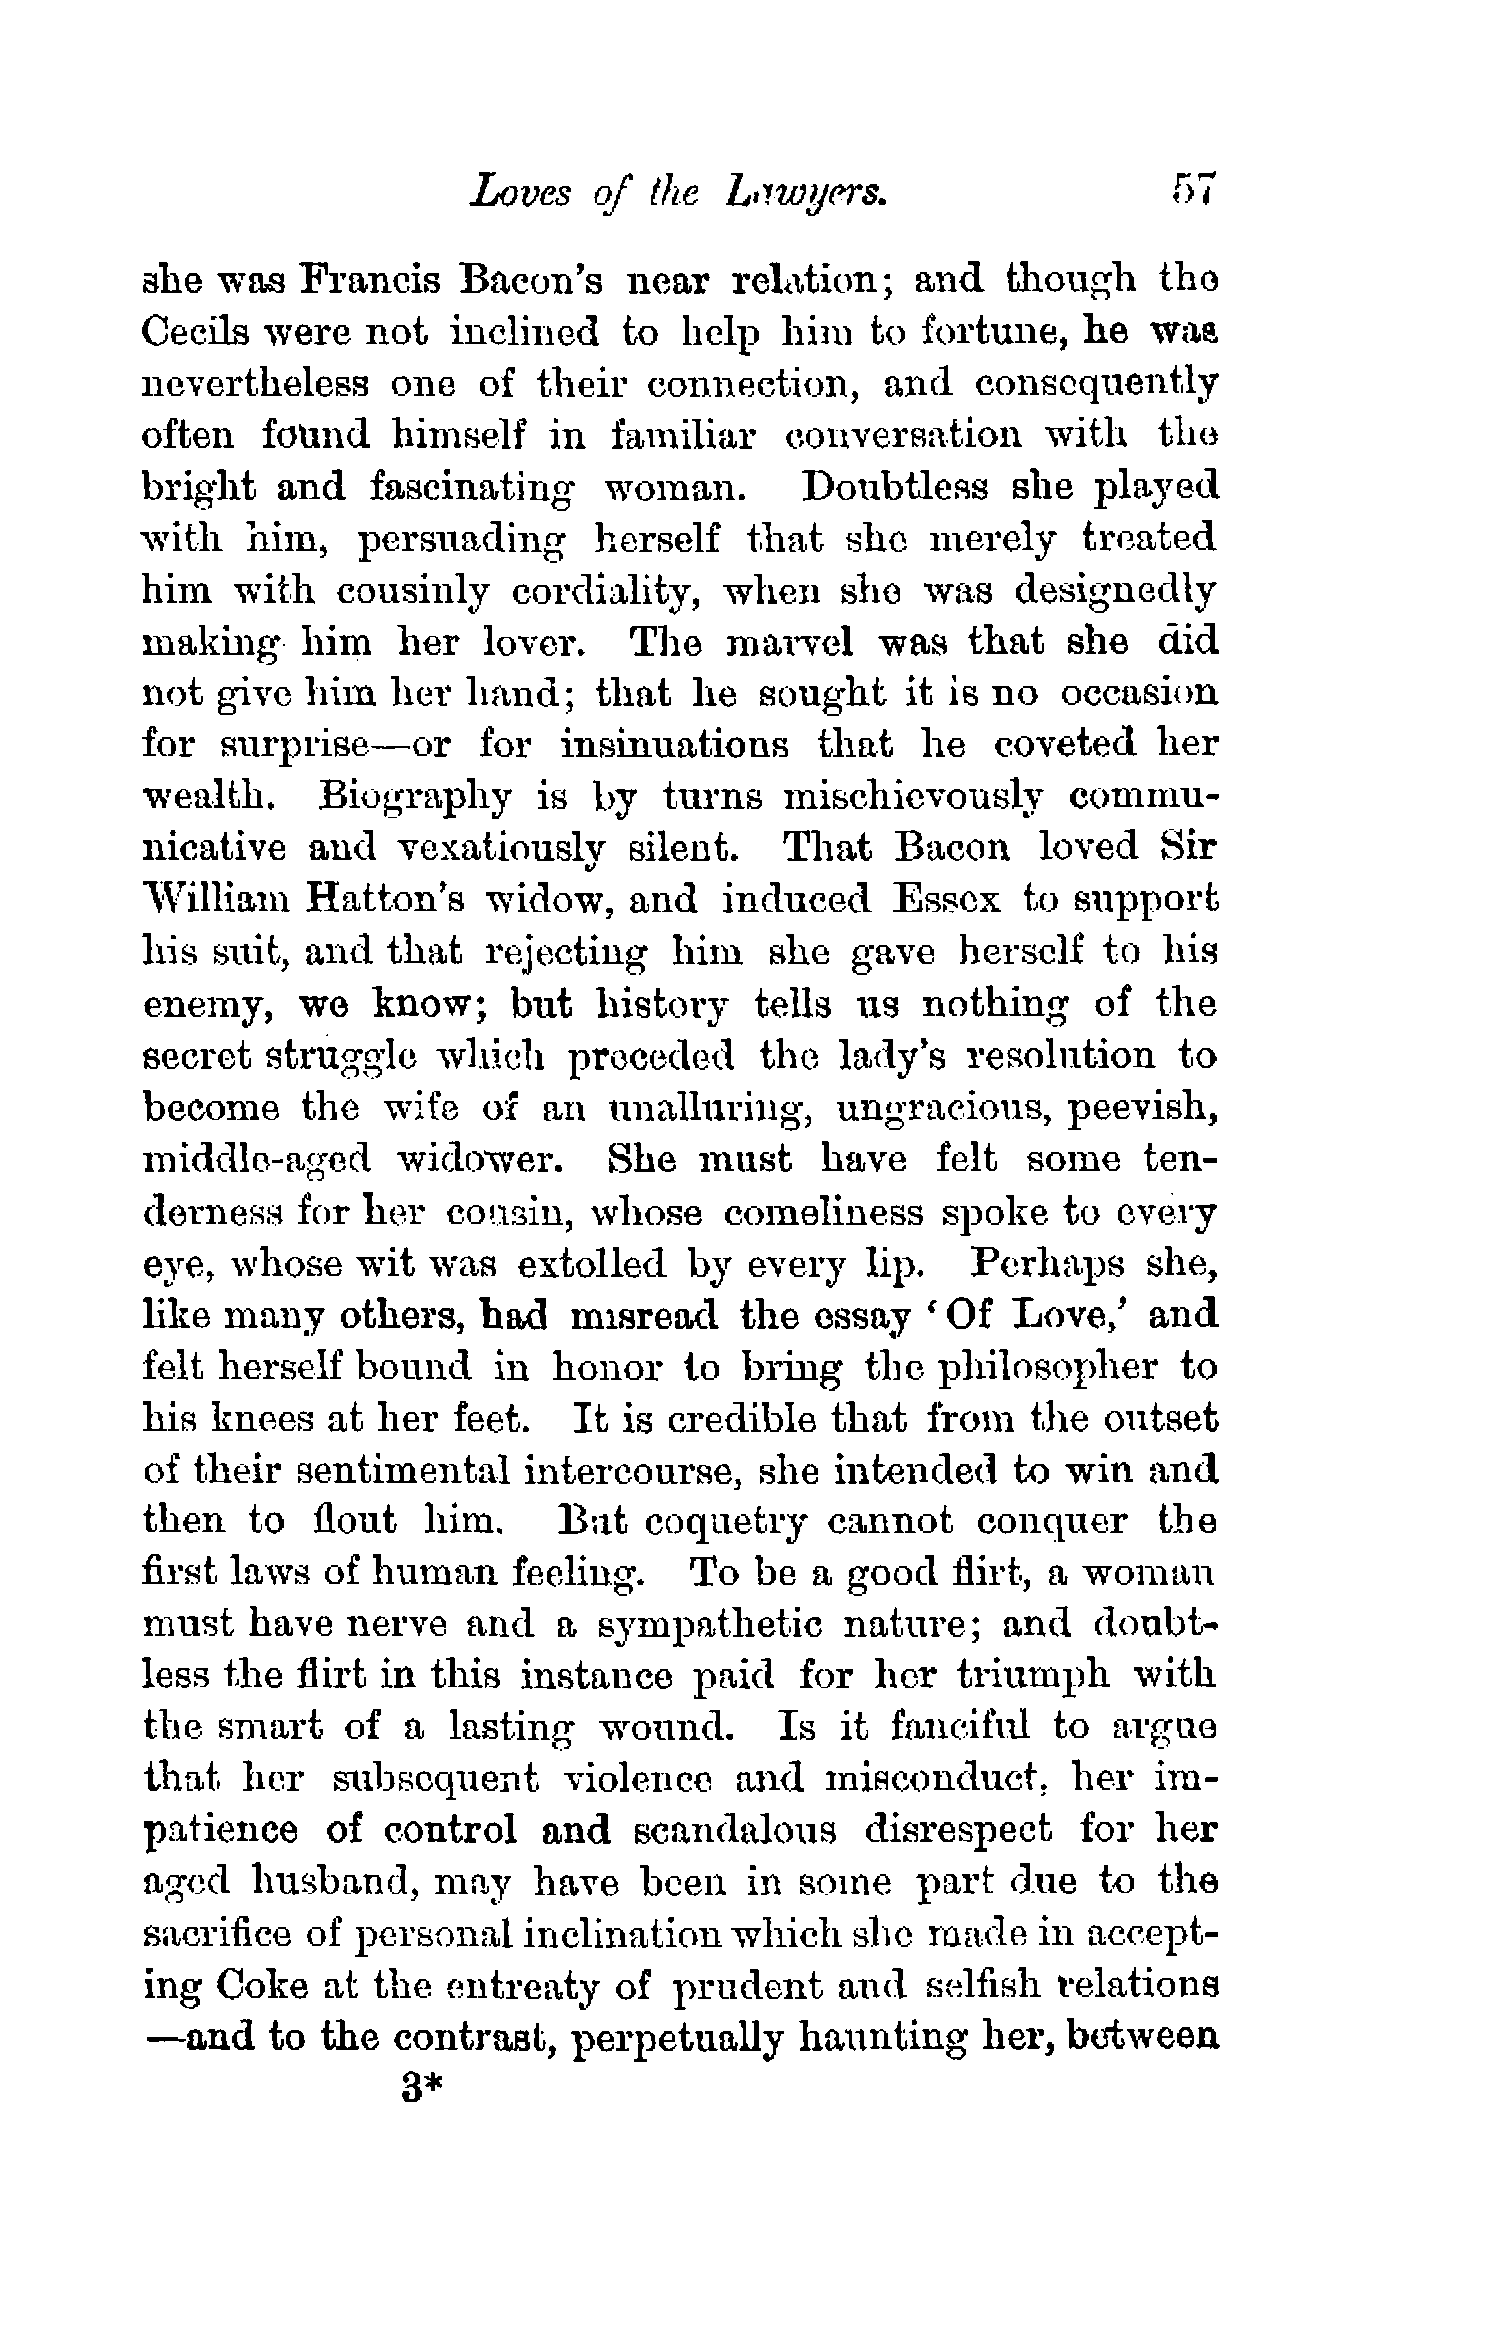 Loves of the Lawyers. 57
she was Francis Bacon's near relation; and though the
Cecils were not inclined to help him to fortune, he was
nevertheless one of their connection, and consequently
often found himself in familiar conversation with the
bright and fascinating woman. Doubtless she played
with him, persuading herself that she merely treated
him with cousinly cordiality, when she was designedly
making him her lover. The marvel was that she did
not give him her hand; that he sought it is no occasion
for surprise—or for insinuations that he coveted her
wealth. Biography is by turns mischievously commu-
nicative and vexatiously silent. That Bacon loved Sir
William Hatton's widow, and induced Essex to support
his suit, and that rejecting him she gave herself to his
enemy, we know; but history tells us nothing of the
secret struggle which preceded the lady's resolution to
become the wife of an unalluring, ungracious, peevish,
middle-aged widower. She must have felt some ten-
derness for her cousin, whose comeliness spoke to every
eye, whose wit was extolled by every lip. Perhaps she,
like many others, had misread the essay ‘Of Love,’ and
felt herself bound in honor to bring the philosopher to
his knees at her feet. It is credible that from the outset
of their sentimental intercourse, she intended to win and
then to flout him. But coquetry cannot conquer the
first laws of human feeling. To be a good flirt, a woman
must have nerve and a sympathetic nature; and doubt-
less the flirt in this instance paid for her triumph with
the smart of a lasting wound. Is it fanciful to argue
that her subsequent violence and misconduct, her im-
patience of control and scandalous disrespect for her
aged husband, may have been in some part due to the
sacrifice of personal inclination which she made in accept-
ing Coke at the entreaty of prudent and selfish relations
—and to the contrast, perpetually haunting her, between
3*